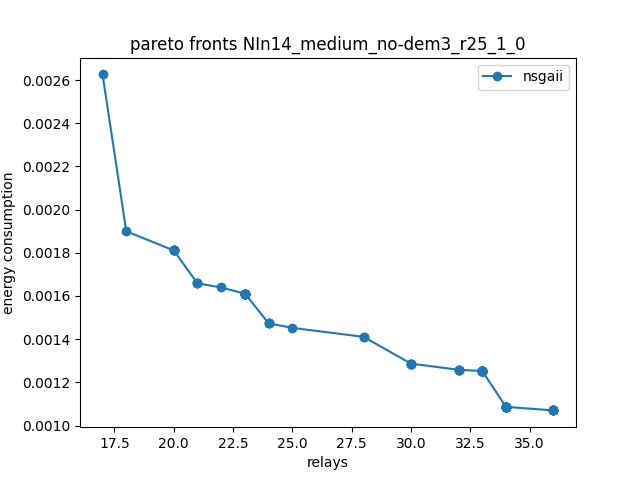 pareto fronts NIn14_medium_no-dem3_r25_1_0
nsgaii
energy consumption
0.0026
0.0024
0.0022
0.0020
0.0018
0.0016
0.0014
0.0012
0.0010
17.5 20.0 22.5 25.0 27.5 30.0 32.5 35.0
relays